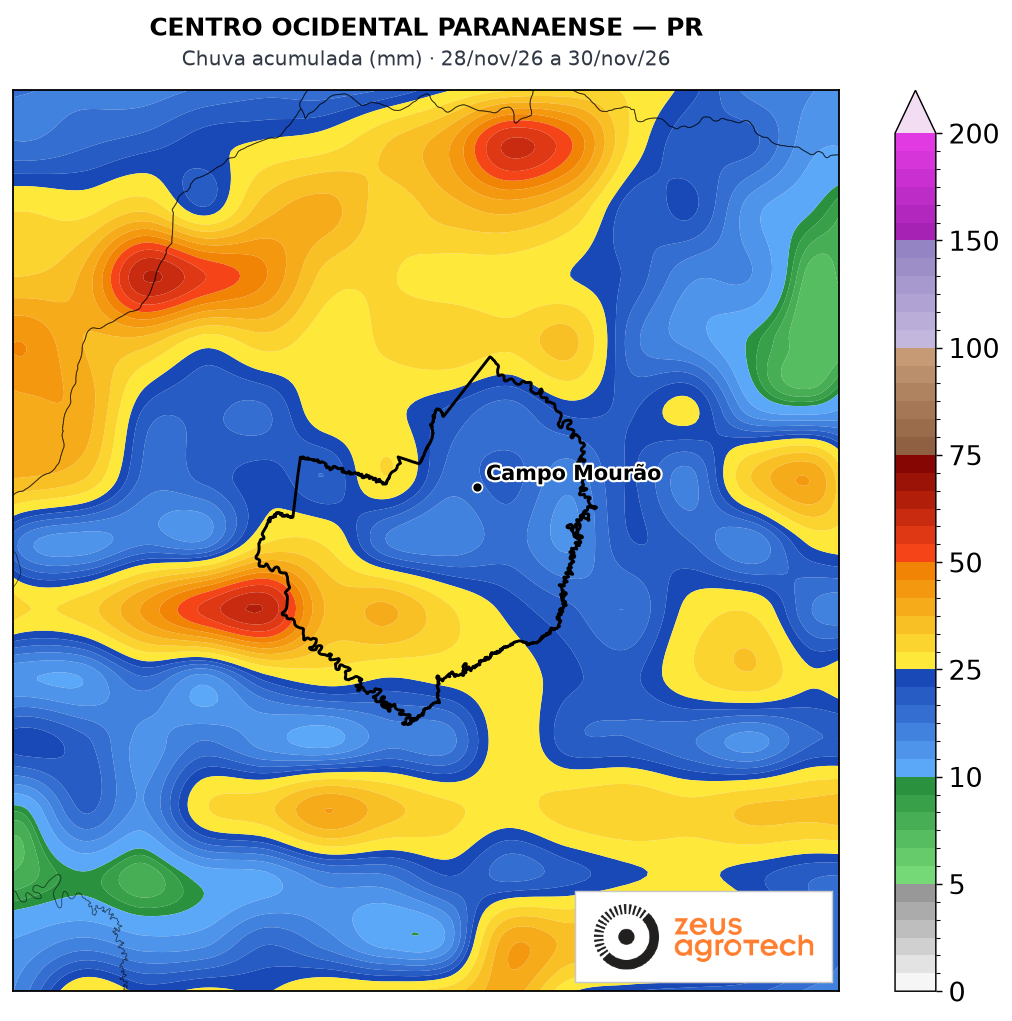 CENTRO OCIDENTAL PARANAENSE — PR
Chuva acumulada (mm) · 28/nov/26 a 30/nov/26
Campo Mourão
200
150
100
75
50
25
10
5
0
zeus
agrotech